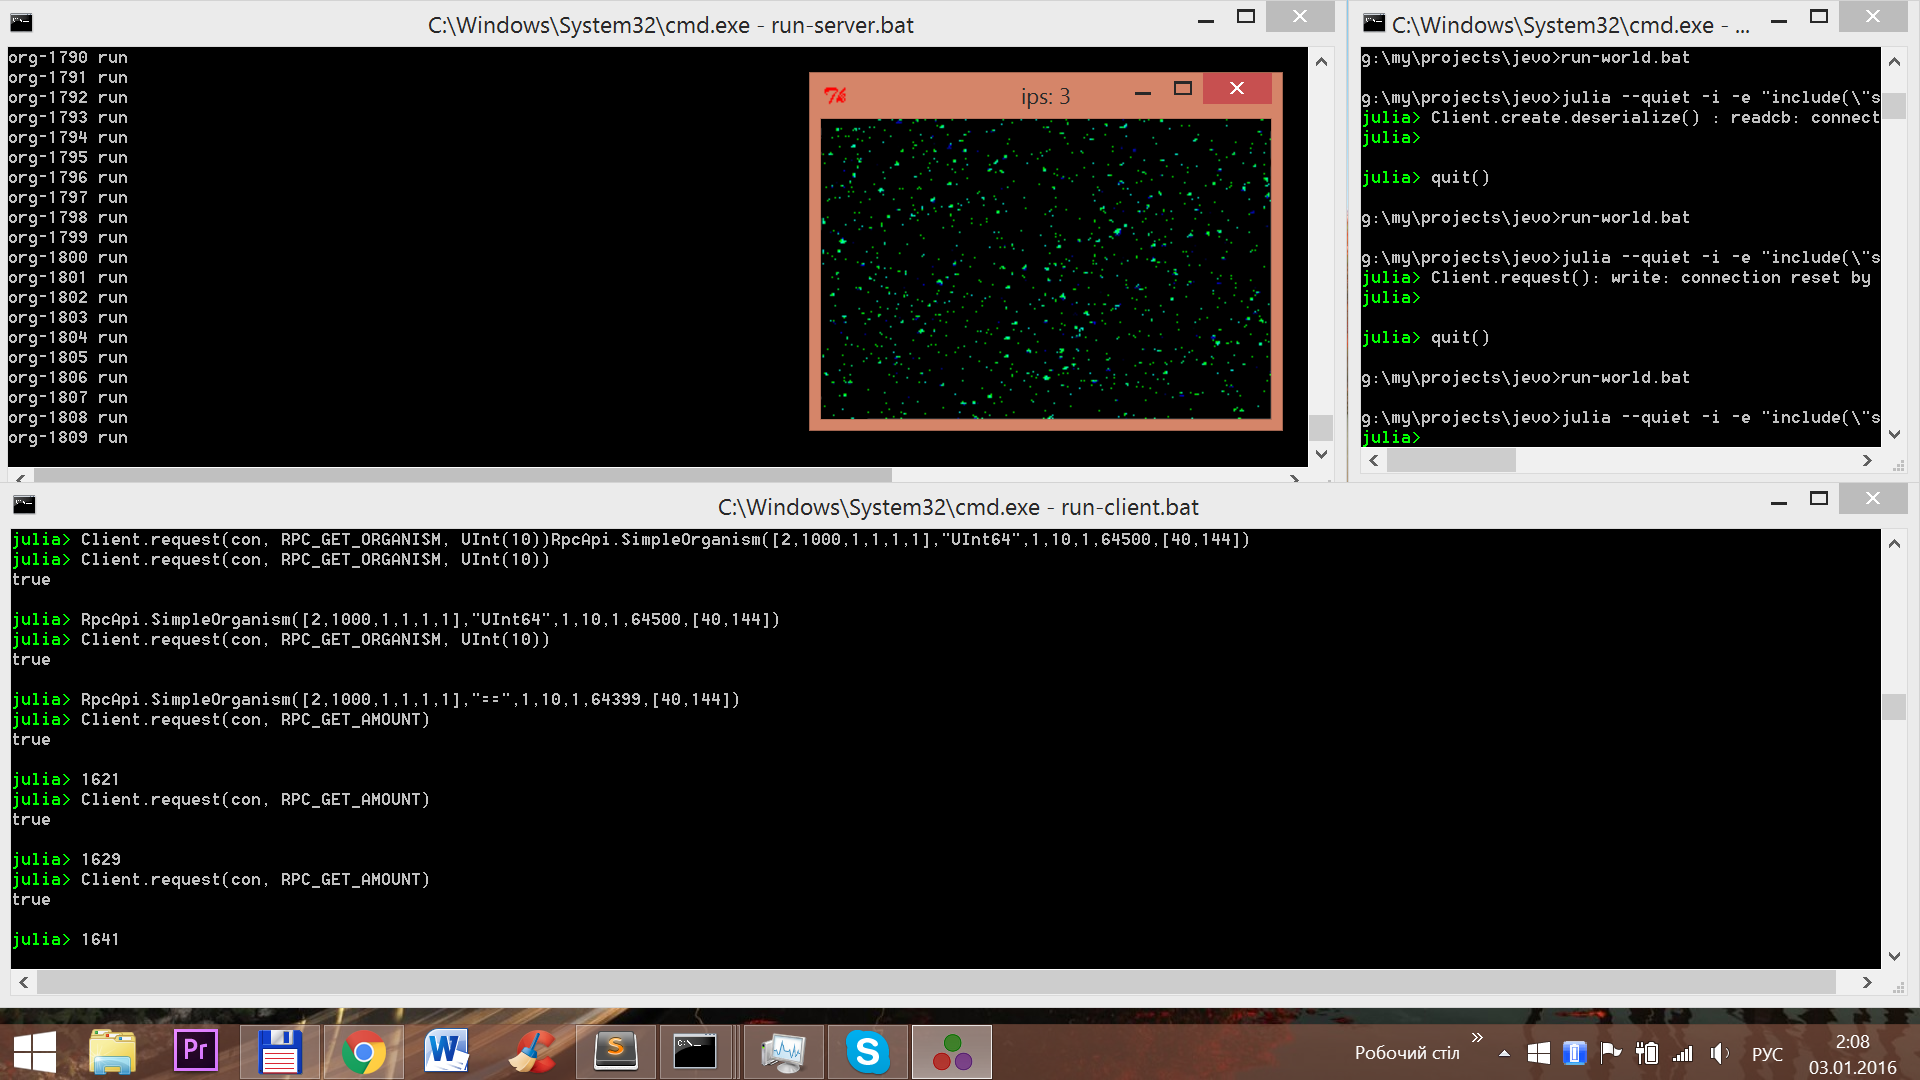 C:\Windows\System32\cmd.exe - run-server.bat
org-1790 run
org-1791 run
org-1792 run
org-1793 run
org-1794 run
org-1795 run
org-1796 run
org-1797 run
org-1798 run
org-1799 run
org-1800 run
org-1801 run
org-1802 run
org-1803 run
org-1804 run
org-1805 run
org-1806 run
org-1807 run
org-1808 run
org-1809 run
ips: 3
C:\Windows\System32\cmd.exe - ...
g:\my\projects\jevo>run-world.bat
g:\my\projects\jevo>julia --quiet -i -e "include(\"s
julia> Client.create.deserialize() : readcb: connect
julia>
julia> quit()
g:\my\projects\jevo>run-world.bat
g:\my\projects\jevo>julia --quiet -i -e "include(\"s
julia> Client.request(): write: connection reset by
julia>
julia> quit()
g:\my\projects\jevo>run-world.bat
g:\my\projects\jevo>julia --quiet -i -e "include(\"s
julia>
C:\Windows\System32\cmd.exe - run-client.bat
julia> Client.request(con, RPC_GET_ORGANISM, UInt(10))RpcApi.SimpleOrganism([2,1000,1,1,1,1],"UInt64",1,10,1,64500,[40,144])
julia> Client.request(con, RPC_GET_ORGANISM, UInt(10))
true
julia> RpcApi.SimpleOrganism([2,1000,1,1,1,1],"UInt64",1,10,1,64500,[40,144])
julia> Client.request(con, RPC_GET_ORGANISM, UInt(10))
true
julia> RpcApi.SimpleOrganism([2,1000,1,1,1,1],"==",1,10,1,64399,[40,144])
julia> Client.request(con, RPC_GET_AMOUNT)
true
julia> 1621
julia> Client.request(con, RPC_GET_AMOUNT)
true
julia> 1629
julia> Client.request(con, RPC_GET_AMOUNT)
true
julia> 1641
Pr
W
S
C:\_
S
Робочий стіл
РУС
2:08
03.01.2016